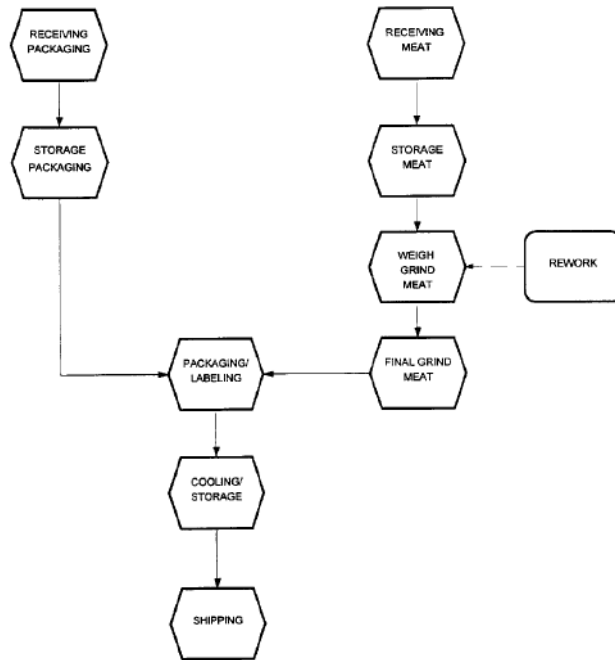 RECEIVING
PACKAGING
RECEIVING
MEAT
STORAGE
PACKAGING
STORAGE
MEAT
WEIGH
GRIND
MEAT
REWORK
PACKAGING/
LABELING
FINAL GRIND
MEAT
COOLING/
STORAGE
SHIPPING